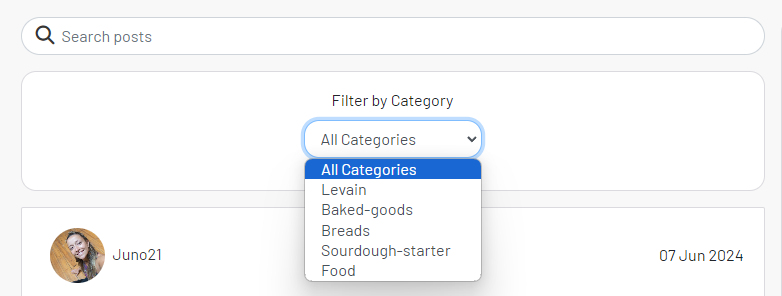 Search posts
Filter by Category
All Categories
All Categories
Levain
Baked-goods
Breads
Sourdough-starter
Food
Juno21
07 Jun 2024